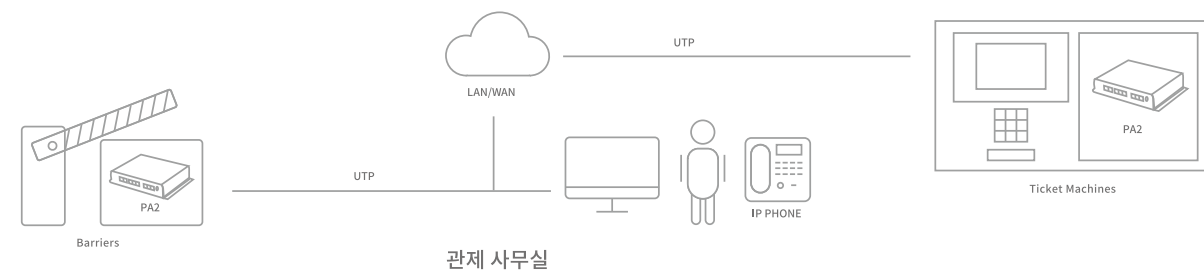 UTP
LAN/WAN
PA2
Ticket Machines
UTP
PA2
Barriers
IP PHONE
관제 사무실